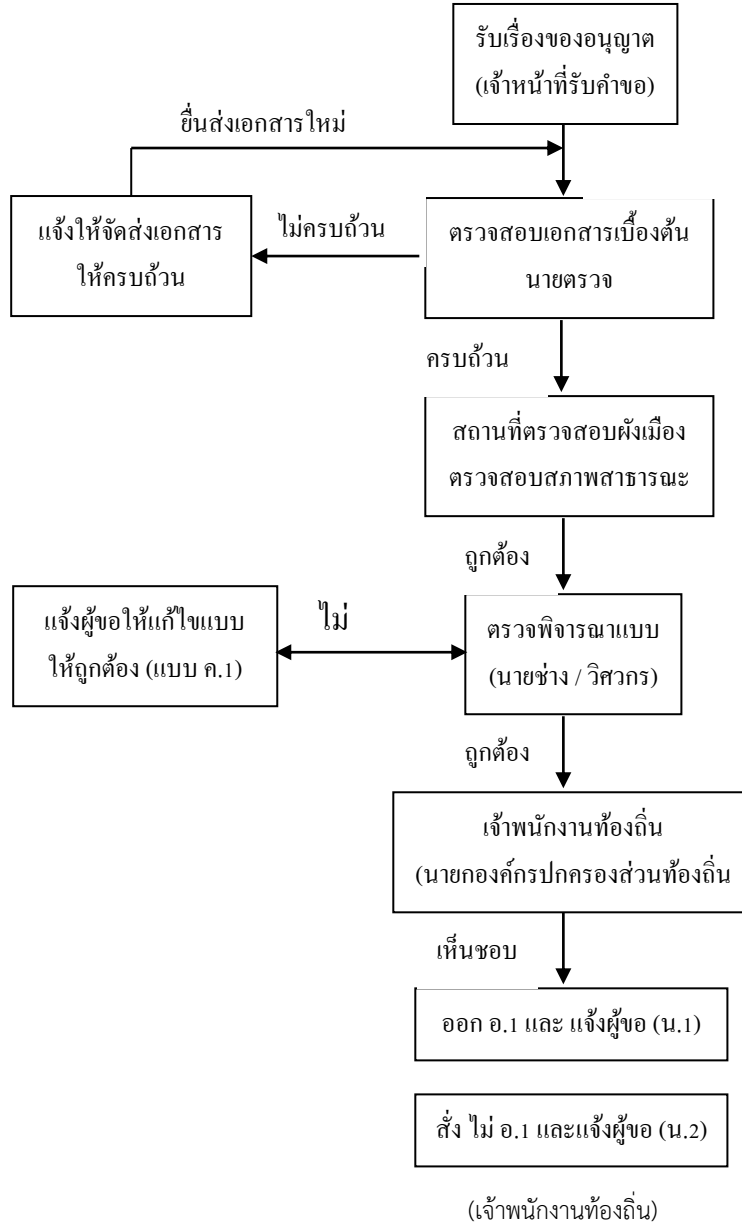 รับเรื่องของอนุญาต
(เจ้าหน้าที่รับคำขอ)
ยื่นส่งเอกสารใหม่
แจ้งให้จัดส่งเอกสาร
ให้ครบถ้วน
ไม่ครบถ้วน
ตรวจสอบเอกสารเบื้องต้น
นายตรวจ
ครบถ้วน
สถานที่ตรวจสอบผังเมือง
ตรวจสอบสภาพสาธารณะ
ถูกต้อง
แจ้งผู้ขอให้แก้ไขแบบ
ให้ถูกต้อง (แบบ ค.1)
ไม่
ตรวจพิจารณาแบบ
(นายช่าง / วิศวกร)
ถูกต้อง
เจ้าพนักงานท้องถิ่น
(นายกองค์กรปกครองส่วนท้องถิ่น
เห็นชอบ
ออก อ.1 และ แจ้งผู้ขอ (น.1)
สั่ง ไม่ อ.1 และแจ้งผู้ขอ (น.2)
(เจ้าพนักงานท้องถิ่น)